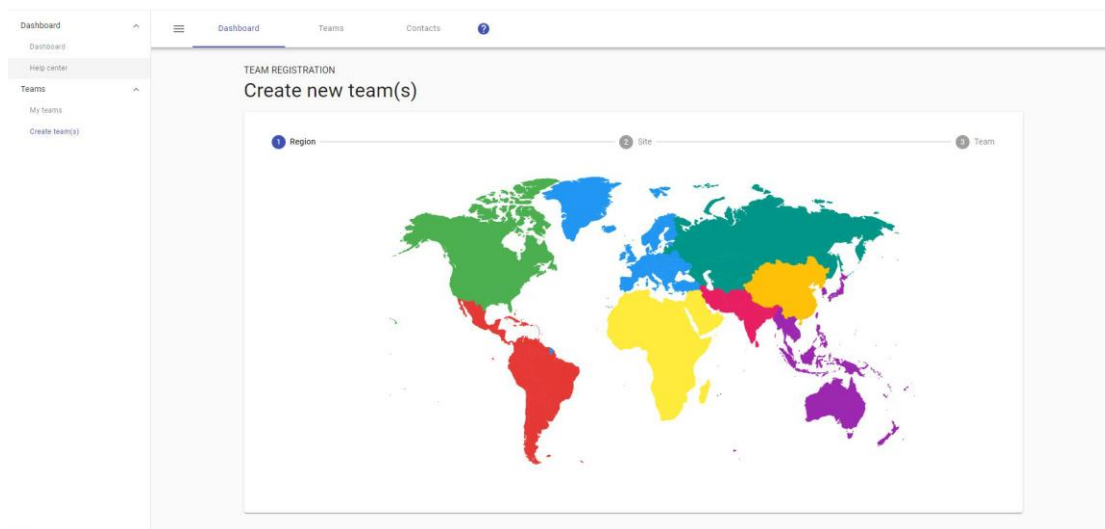 Dashboard
Dashboard
Help center
Teams
My teams
Create team(s)
Dashboard Teams Contacts ?
TEAM REGISTRATION
Create new team(s)
1 Region 2 Site 3 Team